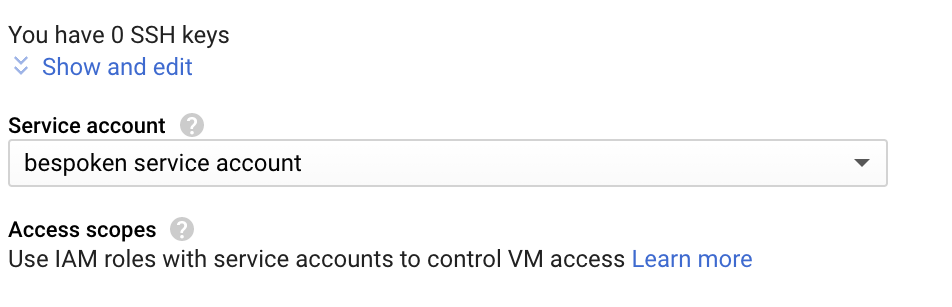 You have 0 SSH keys
Show and edit
Service account ?
bespoken service account
Access scopes ?
Use IAM roles with service accounts to control VM access Learn more